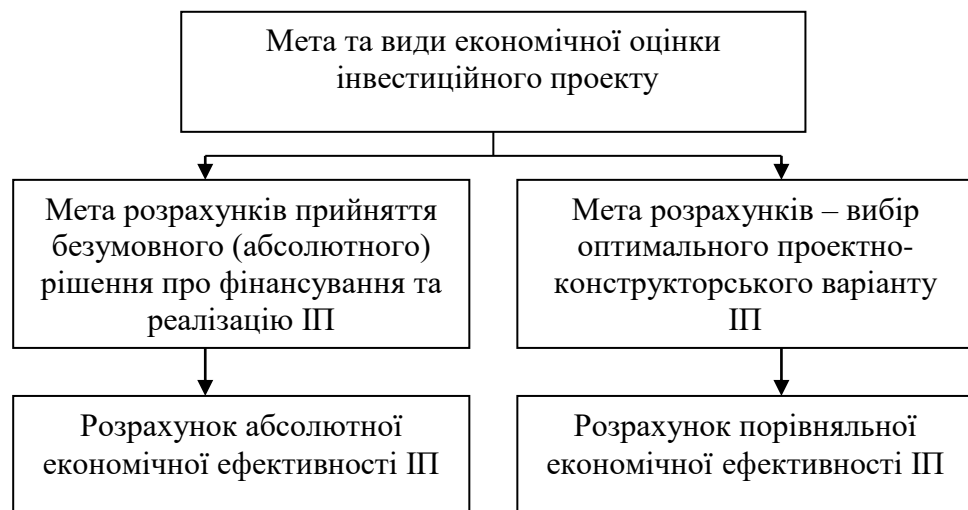 Мета та види економічної оцінки
інвестиційного проекту
Мета розрахунків прийняття
безумовного (абсолютного)
рішення про фінансування та
реалізацію ІП
Мета розрахунків – вибір
оптимального проектно-
конструкторського варіанту
ІП
Розрахунок абсолютної
економічної ефективності ІП
Розрахунок порівняльної
економічної ефективності ІП